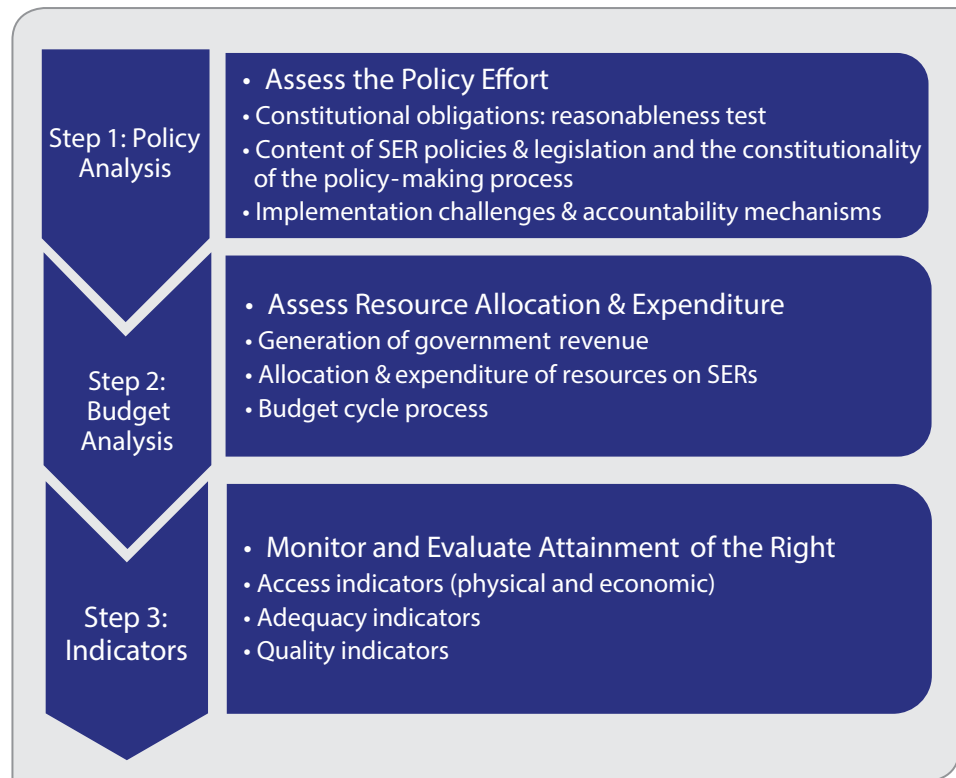 Step 1: Policy
Analysis
• Assess the Policy Effort
• Constitutional obligations: reasonableness test
• Content of SER policies & legislation and the constitutionality
of the policy-making process
• Implementation challenges & accountability mechanisms
Step 2:
Budget
Analysis
• Assess Resource Allocation & Expenditure
• Generation of government revenue
• Allocation & expenditure of resources on SERs
• Budget cycle process
Step 3:
Indicators
• Monitor and Evaluate Attainment of the Right
• Access indicators (physical and economic)
• Adequacy indicators
• Quality indicators